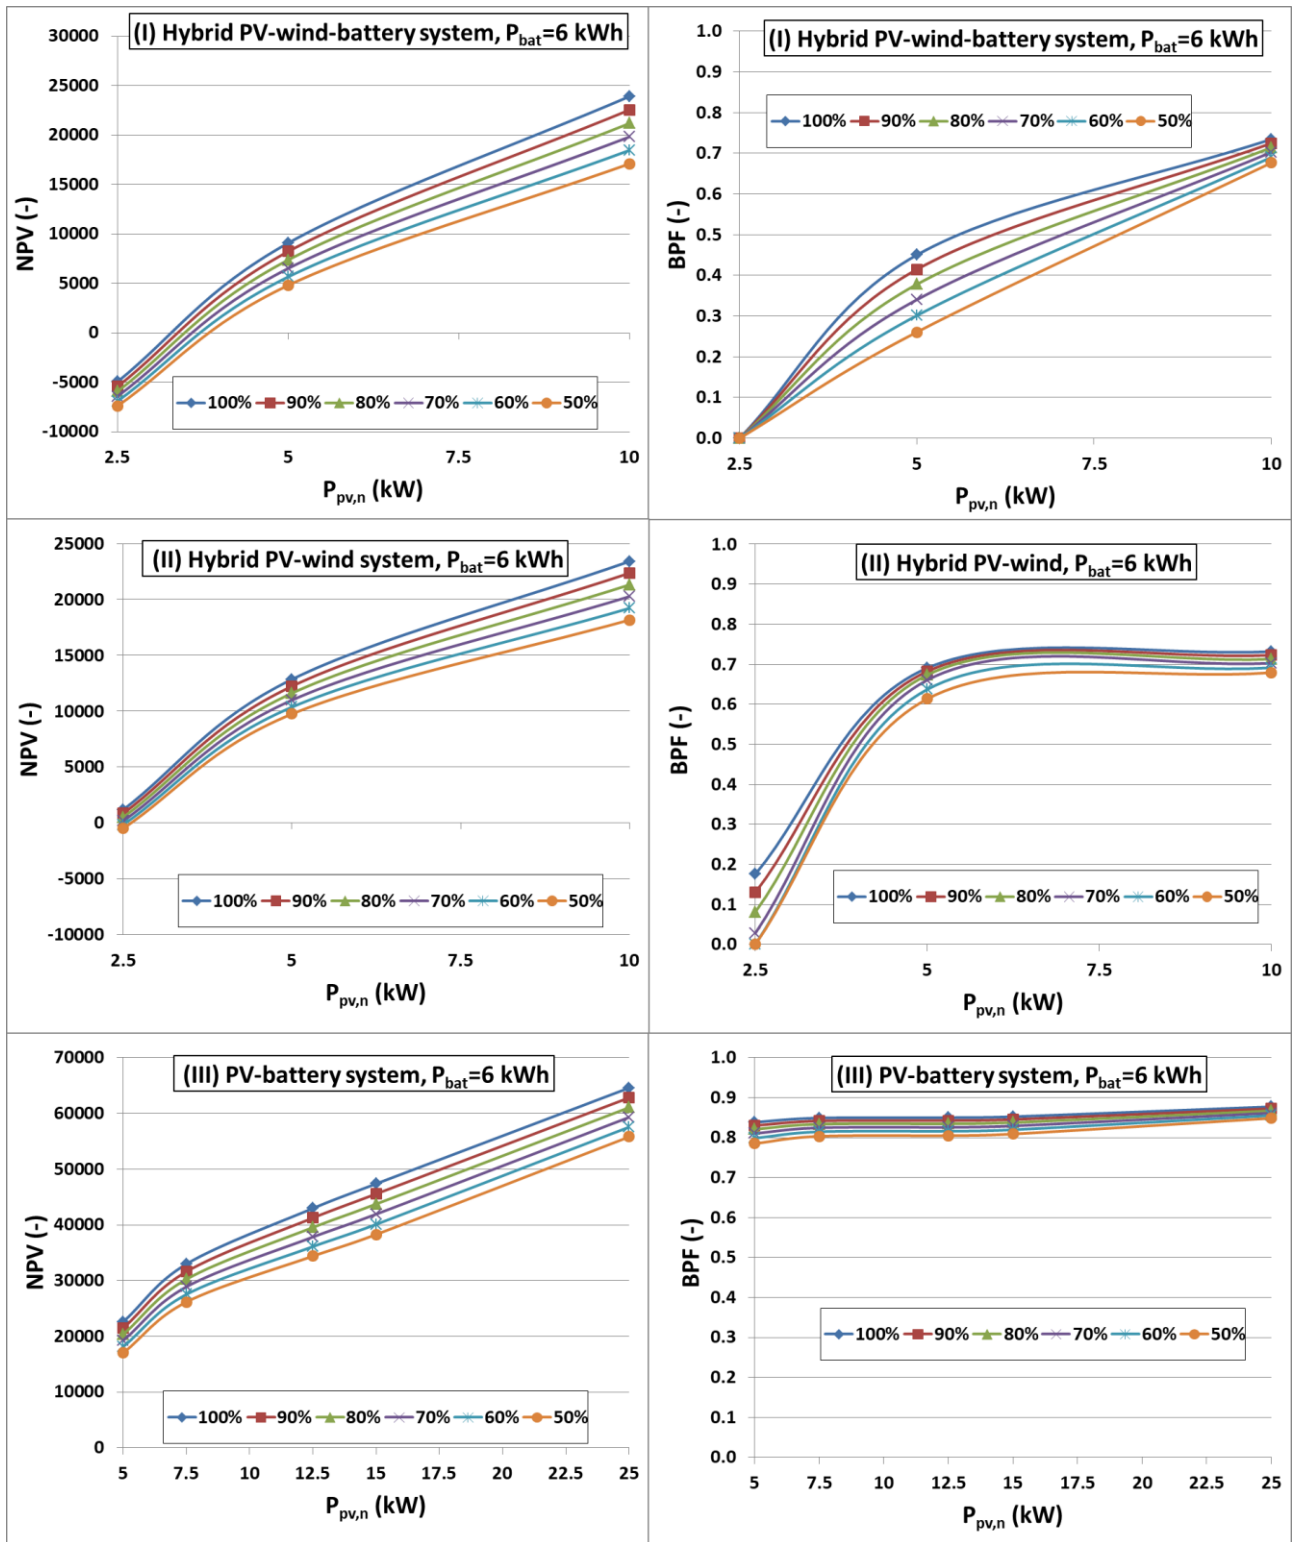 (I) Hybrid PV-wind-battery system, Pbat=6 kWh
30000
25000
20000
15000
10000
5000
0
-5000
-10000
NPV (-)
100% 90% 80% 70% 60% 50%
2.5 5 7.5 10
Ppv,n (kW)
(I) Hybrid PV-wind-battery system, Pbat=6 kWh
1.0
0.9
0.8
0.7
0.6
0.5
0.4
0.3
0.2
0.1
0.0
BPF (-)
100% 90% 80% 70% 60% 50%
2.5 5 7.5 10
Ppv,n (kW)
(II) Hybrid PV-wind system, Pbat=6 kWh
25000
20000
15000
10000
5000
0
-5000
-10000
NPV (-)
100% 90% 80% 70% 60% 50%
2.5 5 7.5 10
Ppv,n (kW)
(II) Hybrid PV-wind, Pbat=6 kWh
1.0
0.9
0.8
0.7
0.6
0.5
0.4
0.3
0.2
0.1
0.0
BPF (-)
100% 90% 80% 70% 60% 50%
2.5 5 7.5 10
Ppv,n (kW)
(III) PV-battery system, Pbat=6 kWh
70000
60000
50000
40000
30000
20000
10000
0
NPV (-)
100% 90% 80% 70% 60% 50%
5 7.5 10 12.5 15 17.5 20 22.5 25
Ppv,n (kW)
(III) PV-battery system, Pbat=6 kWh
1.0
0.9
0.8
0.7
0.6
0.5
0.4
0.3
0.2
0.1
0.0
BPF (-)
100% 90% 80% 70% 60% 50%
5 7.5 10 12.5 15 17.5 20 22.5 25
Ppv,n (kW)